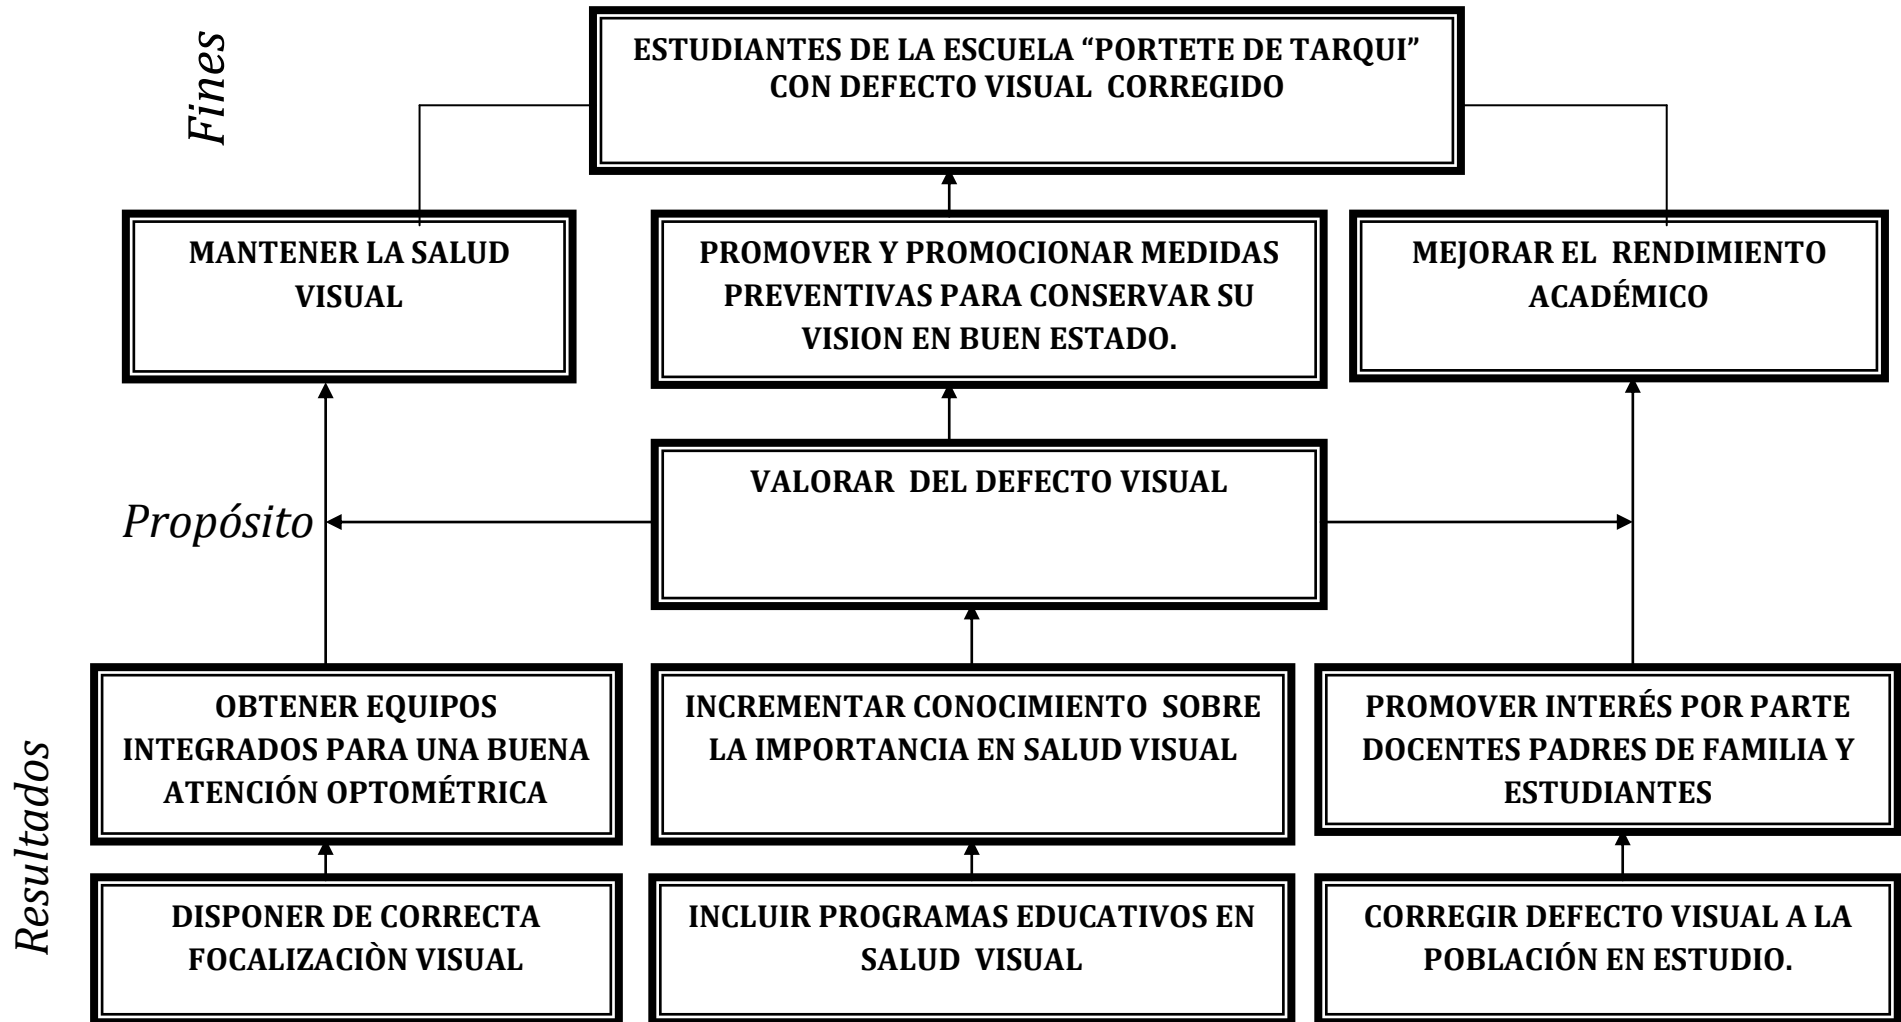 Fines
ESTUDIANTES DE LA ESCUELA “PORTETE DE TARQUI”
CON DEFECTO VISUAL CORREGIDO
MANTENER LA SALUD
VISUAL
PROMOVER Y PROMOCIONAR MEDIDAS
PREVENTIVAS PARA CONSERVAR SU
VISION EN BUEN ESTADO.
MEJORAR EL RENDIMIENTO
ACADÉMICO
Propósito
VALORAR DEL DEFECTO VISUAL
Resultados
OBTENER EQUIPOS
INTEGRADOS PARA UNA BUENA
ATENCIÓN OPTOMÉTRICA
INCREMENTAR CONOCIMIENTO SOBRE
LA IMPORTANCIA EN SALUD VISUAL
PROMOVER INTERÉS POR PARTE
DOCENTES PADRES DE FAMILIA Y
ESTUDIANTES
DISPONER DE CORRECTA
FOCALIZACIÒN VISUAL
INCLUIR PROGRAMAS EDUCATIVOS EN
SALUD VISUAL
CORREGIR DEFECTO VISUAL A LA
POBLACIÓN EN ESTUDIO.